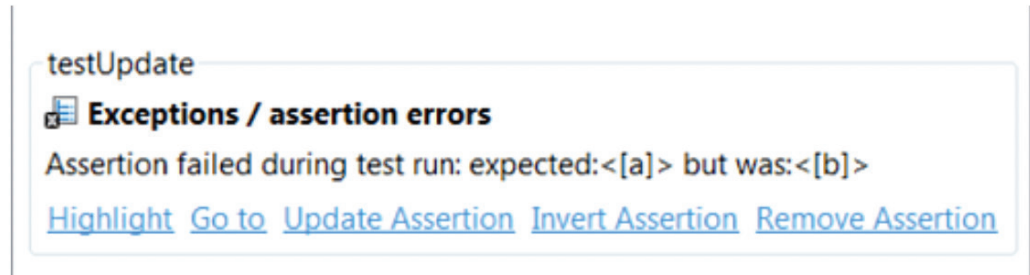 testUpdate
Exceptions / assertion errors
Assertion failed during test run: expected:<[a]> but was:<[b]>
Highlight Go to Update Assertion Invert Assertion Remove Assertion